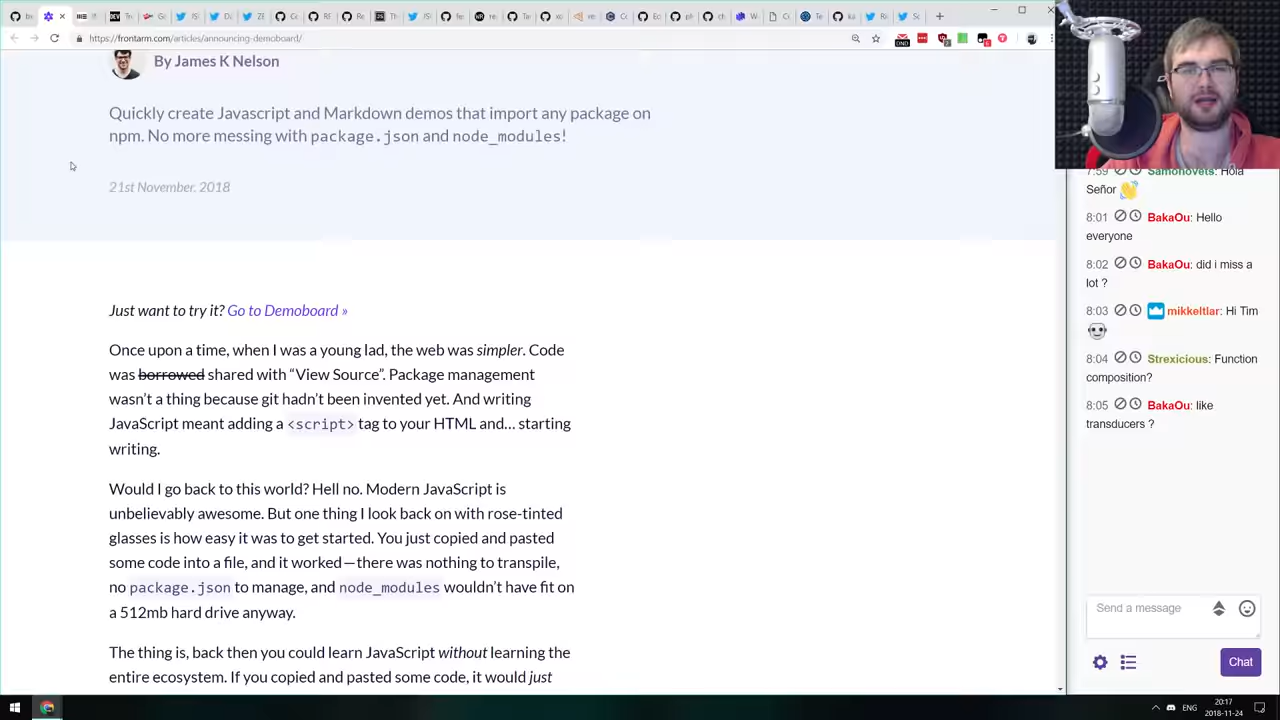 https://frontarm.com/articles/announcing-demoboard/
By James K Nelson
Quickly create Javascript and Markdown demos that import any package on
npm. No more messing with package.json and node_modules!
21st November, 2018
Just want to try it? Go to Demoboard »
Once upon a time, when I was a young lad, the web was simpler. Code
was borrowed shared with “View Source”. Package management
wasn’t a thing because git hadn’t been invented yet. And writing
JavaScript meant adding a <script> tag to your HTML and… starting
writing.
Would I go back to this world? Hell no. Modern JavaScript is
unbelievably awesome. But one thing I look back on with rose-tinted
glasses is how easy it was to get started. You just copied and pasted
some code into a file, and it worked—there was nothing to transpile,
no package.json to manage, and node_modules wouldn’t have fit on
a 512mb hard drive anyway.
The thing is, back then you could learn JavaScript without learning the
entire ecosystem. If you copied and pasted some code, it would just
7:59 Samohovets: Hola
Señor
8:01 BakaOu: Hello
everyone
8:02 BakaOu: did i miss a
lot ?
8:03 mikkeltlar: Hi Tim
8:04 Strexicious: Function
composition?
8:05 BakaOu: like
transducers ?
Send a message
Chat
ENG
20:17
2018-11-24